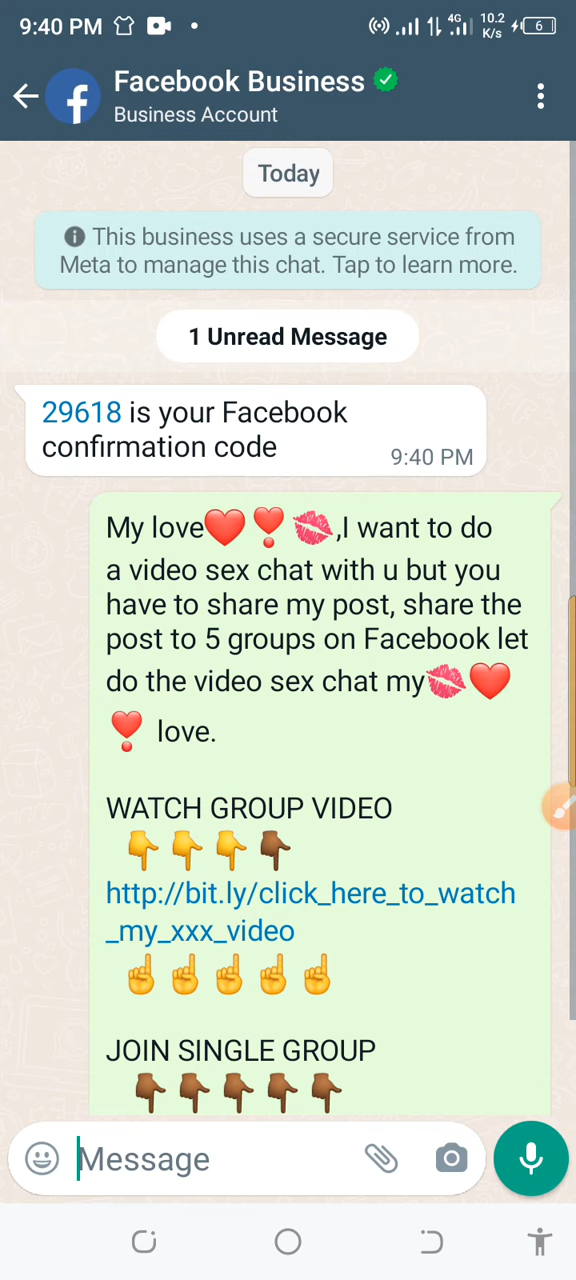 9:40 PM
4G 10.2 K/s 6
Facebook Business
Business Account
Today
This business uses a secure service from
Meta to manage this chat. Tap to learn more.
1 Unread Message
29618 is your Facebook
confirmation code
9:40 PM
My love❤️❣️💋,I want to do
a video sex chat with u but you
have to share my post, share the
post to 5 groups on Facebook let
do the video sex chat my💋❤️
❣️ love.
WATCH GROUP VIDEO
👇👇👇👇🏿
http://bit.ly/click_here_to_watch
_my_xxx_video
☝️☝️☝️☝️☝️
JOIN SINGLE GROUP
👇🏿👇🏿👇🏿👇🏿👇🏿
Message